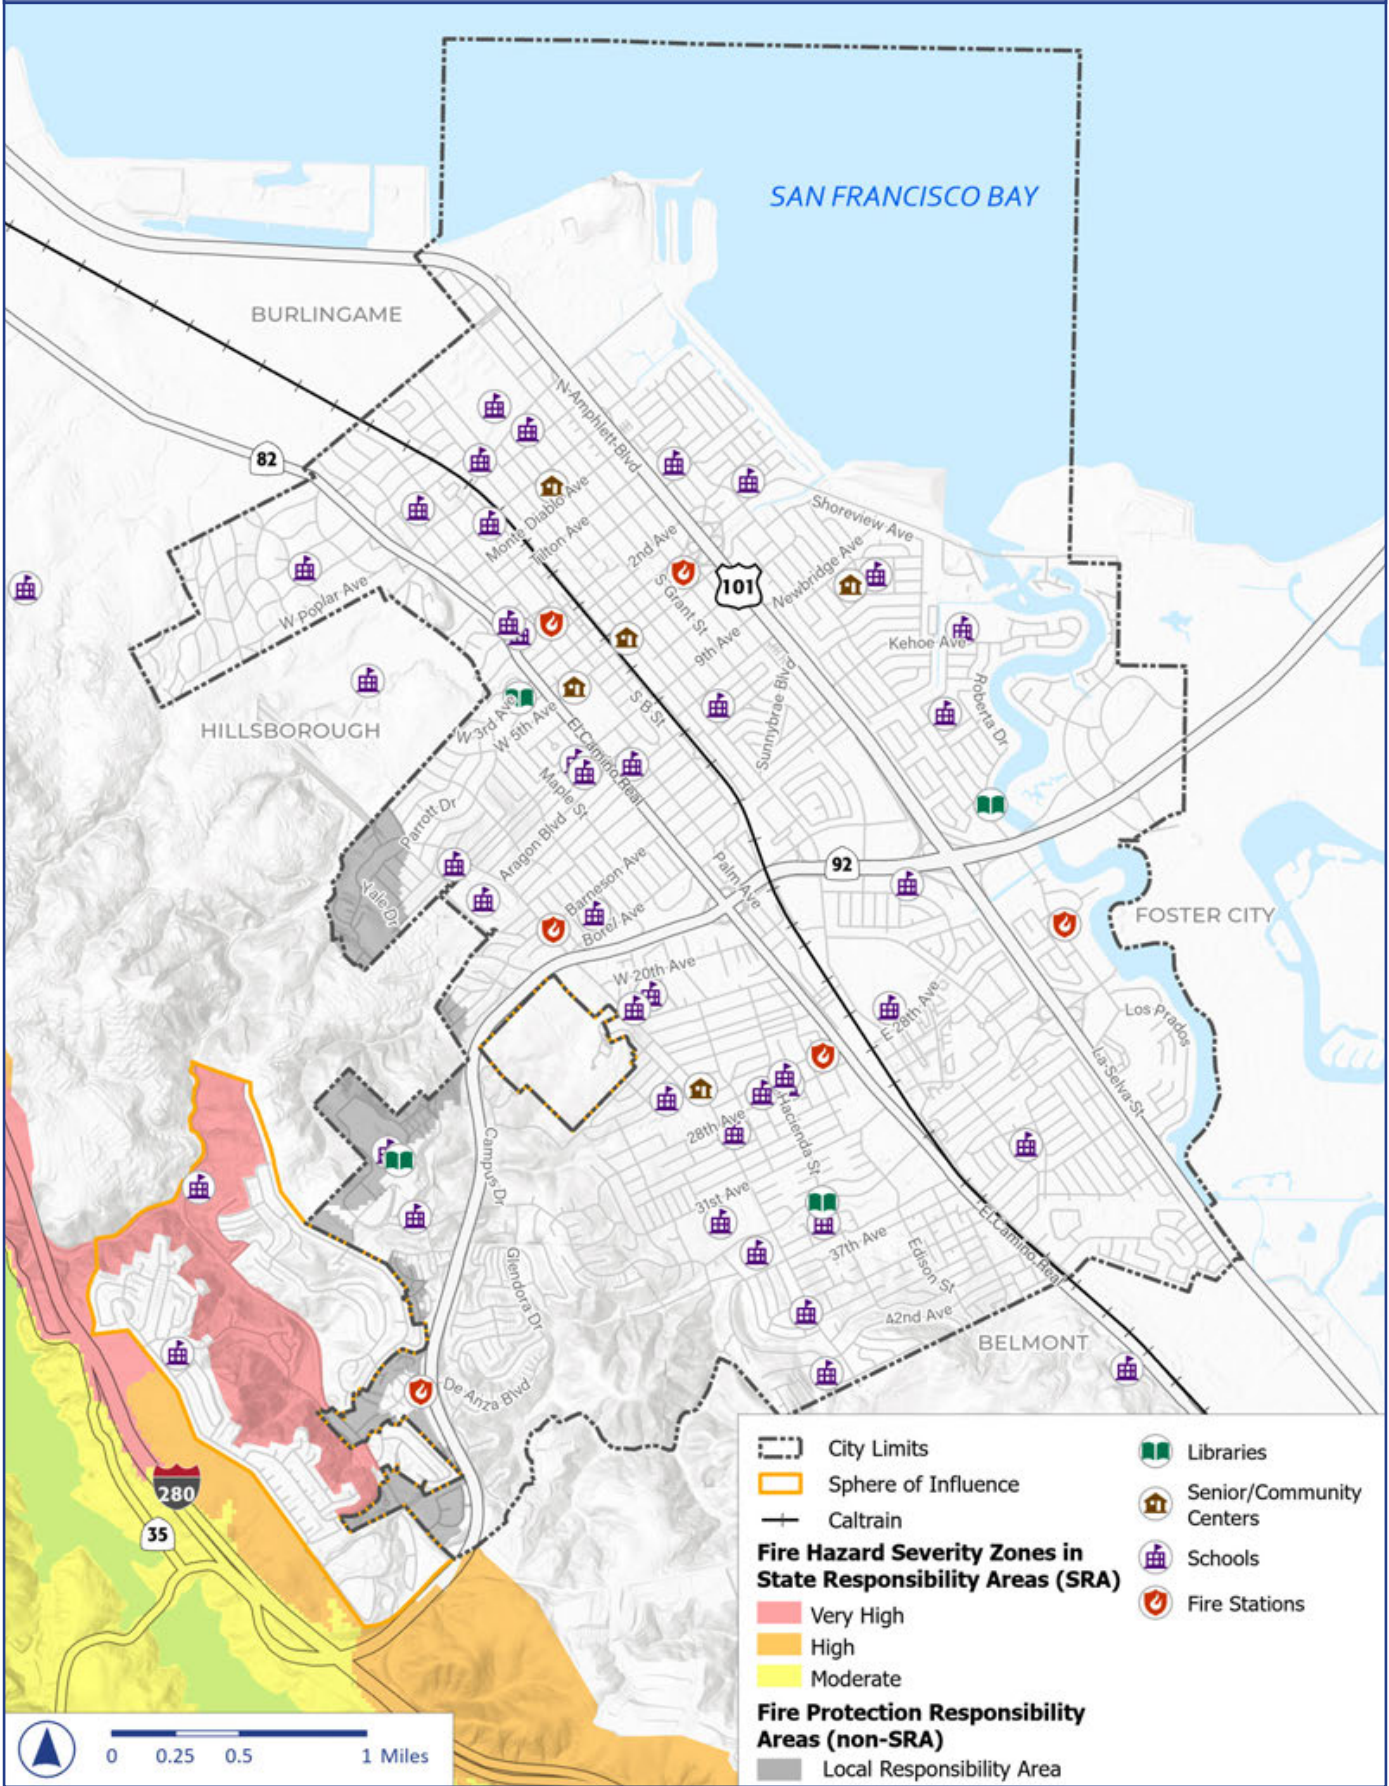 SAN FRANCISCO BAY
BURLINGAME
N Amphlett Blvd
82
Monte Diablo Ave
Tilton Ave
2nd Ave
Shoreview Ave
Newbridge Ave
101
S Grant St
W Poplar Ave
9th Ave
Kehoe Ave
Roberta Dr
Sunnybrae Blvd
HILLSBOROUGH
W 3rd Ave
W 5th Ave
S B St
El Camino Real
Maple St
Parrott Dr
Aragon Blvd
Yale Dr
Barneson Ave
Borel Ave
Palm Ave
92
FOSTER CITY
W 20th Ave
E 28th Ave
Los Prados
La Selva St
Campus Dr
28th Ave
Hacienda St
31st Ave
37th Ave
Edison St
El Camino Real
Glendora Dr
42nd Ave
BELMONT
De Anza Blvd
280
35
City Limits
Sphere of Influence
Caltrain
Fire Hazard Severity Zones in
State Responsibility Areas (SRA)
Very High
High
Moderate
Fire Protection Responsibility
Areas (non-SRA)
Local Responsibility Area
Libraries
Senior/Community
Centers
Schools
Fire Stations
0 0.25 0.5 1 Miles